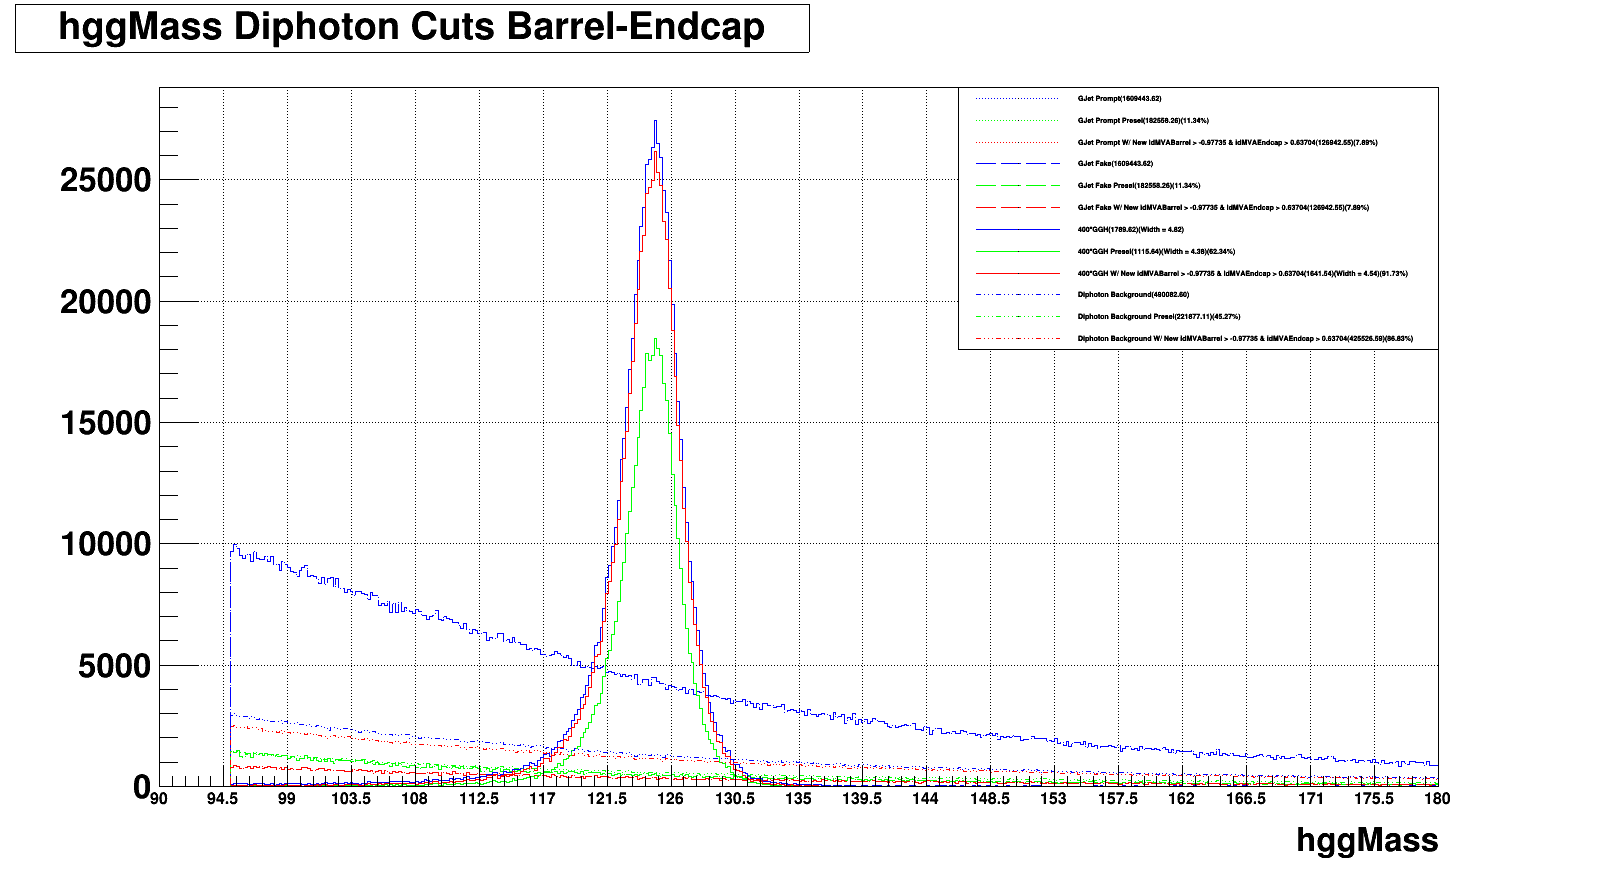 hggMass Diphoton Cuts Barrel-Endcap
GJet Prompt(1609443.62)
GJet Prompt Presel(182558.26)(11.34%)
GJet Prompt W/ New IdMVABarrel > -0.97735 & IdMVAEndcap > 0.63704(126942.55)(7.89%)
GJet Fake(1609443.62)
GJet Fake Presel(182558.26)(11.34%)
GJet Fake W/ New IdMVABarrel > -0.97735 & IdMVAEndcap > 0.63704(126942.55)(7.89%)
400*GGH(1789.62)(Width = 4.82)
400*GGH Presel(1115.64)(Width = 4.38)(62.34%)
400*GGH W/ New IdMVABarrel > -0.97735 & IdMVAEndcap > 0.63704(1641.54)(Width = 4.54)(91.73%)
Diphoton Background(490082.60)
Diphoton Background Presel(221877.11)(45.27%)
Diphoton Background W/ New IdMVABarrel > -0.97735 & IdMVAEndcap > 0.63704(425526.59)(86.83%)
25000
20000
15000
10000
5000
0
90 94.5 99 103.5 108 112.5 117 121.5 126 130.5 135 139.5 144 148.5 153 157.5 162 166.5 171 175.5 180
hggMass